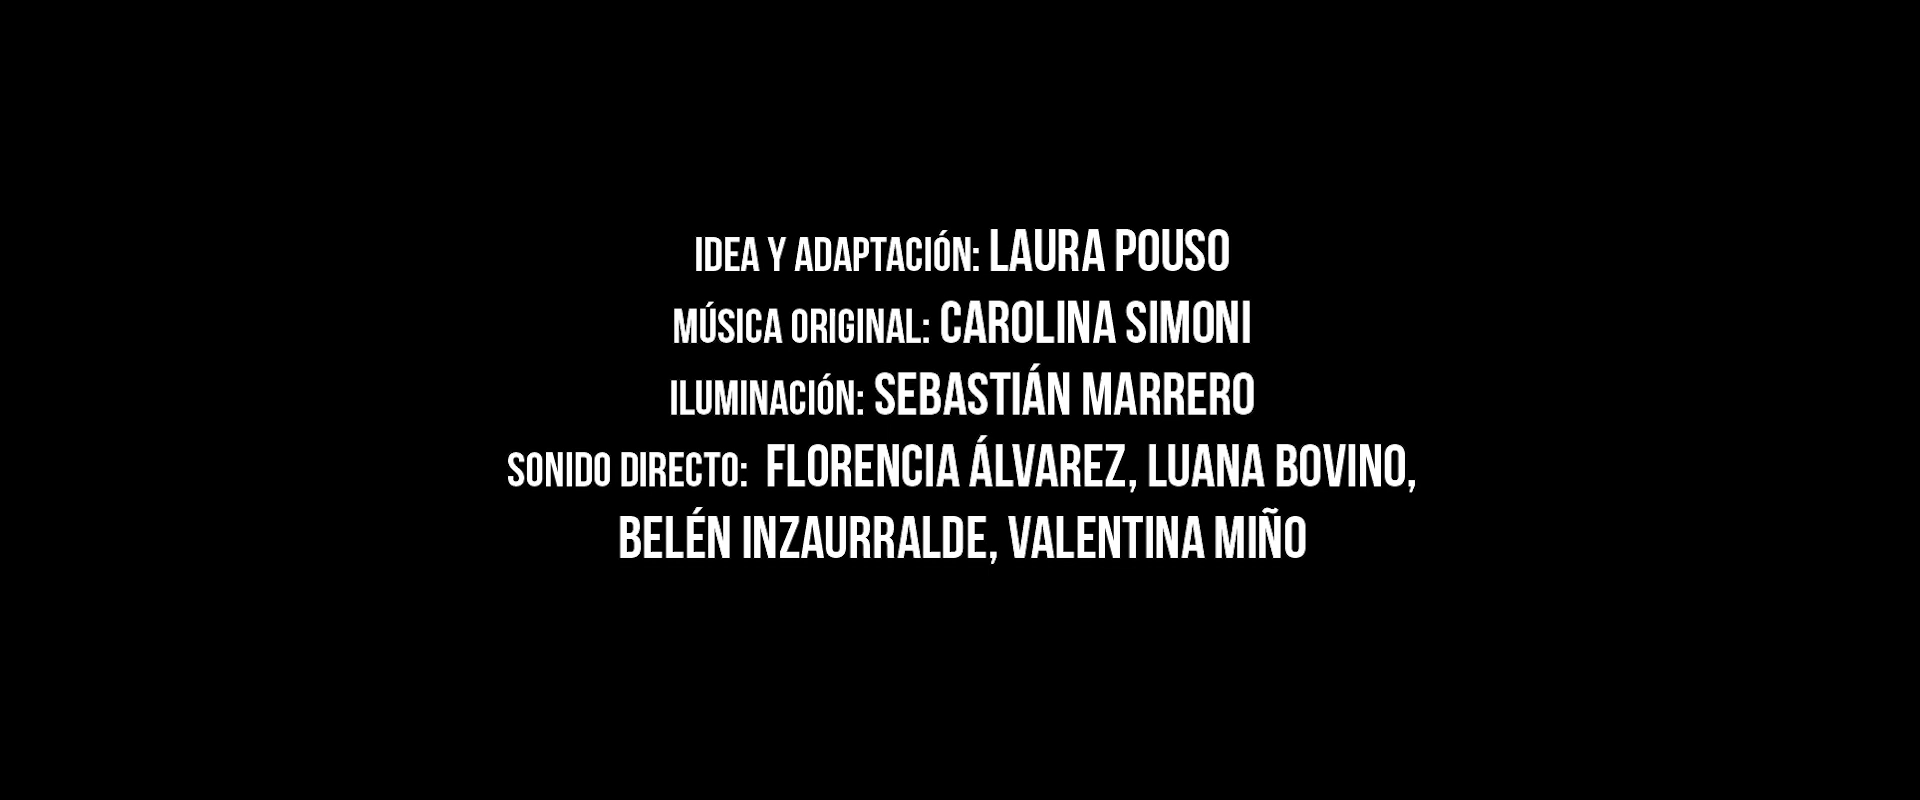 IDEA Y ADAPTACIÓN: LAURA POUSO
MÚSICA ORIGINAL: CAROLINA SIMONI
ILUMINACIÓN: SEBASTIÁN MARRERO
SONIDO DIRECTO: FLORENCIA ÁLVAREZ, LUANA BOVINO,
BELÉN INZAURRALDE, VALENTINA MIÑO